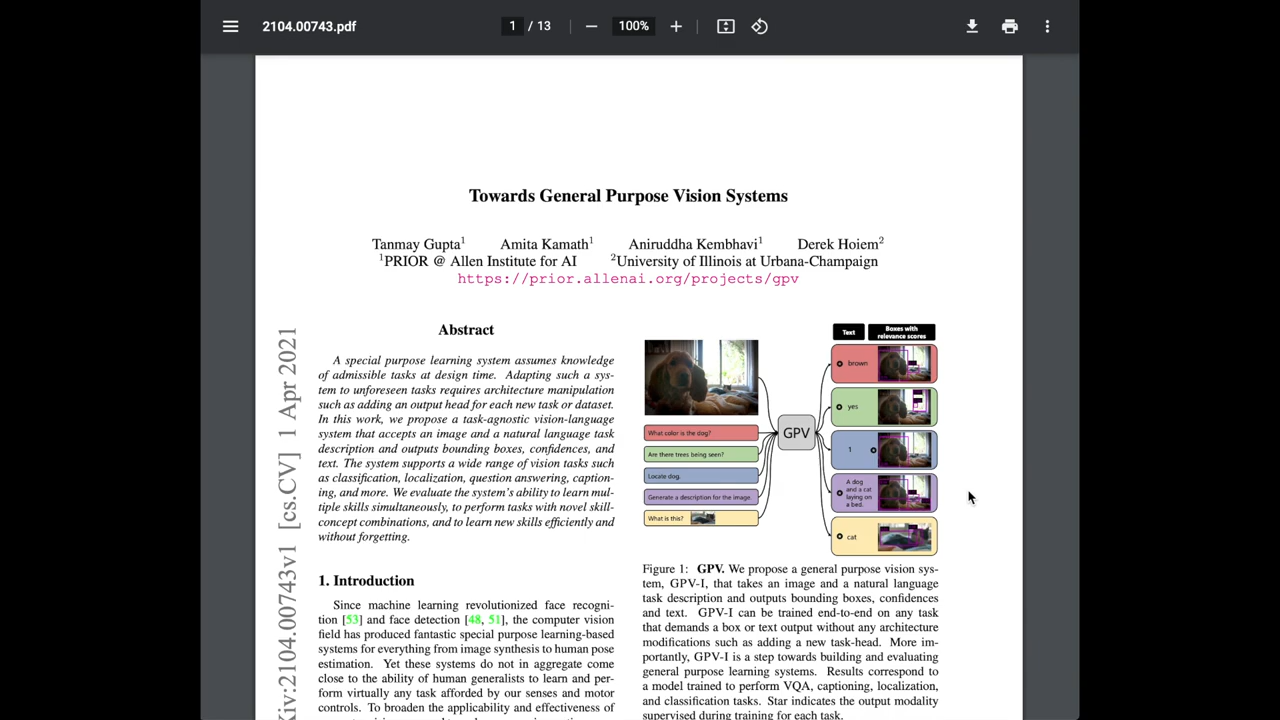 2104.00743.pdf
1 / 13
100%
Towards General Purpose Vision Systems
Tanmay Gupta1 Amita Kamath1 Aniruddha Kembhavi1 Derek Hoiem2
1PRIOR @ Allen Institute for AI 2University of Illinois at Urbana-Champaign
https://prior.allenai.org/projects/gpv
arXiv:2104.00743v1 [cs.CV] 1 Apr 2021
Abstract
A special purpose learning system assumes knowledge
of admissible tasks at design time. Adapting such a sys-
tem to unforeseen tasks requires architecture manipulation
such as adding an output head for each new task or dataset.
In this work, we propose a task-agnostic vision-language
system that accepts an image and a natural language task
description and outputs bounding boxes, confidences, and
text. The system supports a wide range of vision tasks such
as classification, localization, question answering, caption-
ing, and more. We evaluate the system's ability to learn mul-
tiple skills simultaneously, to perform tasks with novel skill-
concept combinations, and to learn new skills efficiently and
without forgetting.
1. Introduction
Since machine learning revolutionized face recogni-
tion [53] and face detection [48, 51], the computer vision
field has produced fantastic special purpose learning-based
systems for everything from image synthesis to human pose
estimation. Yet these systems do not in aggregate come
close to the ability of human generalists to learn and per-
form virtually any task afforded by our senses and motor
controls. To broaden the applicability and effectiveness of
Text
Boxes with
relevance scores
What color is the dog?
Are there trees being seen?
Locate dog.
Generate a description for the image.
What is this?
GPV
brown
yes
1
A dog
and a cat
laying on
a bed.
cat
Figure 1: GPV. We propose a general purpose vision sys-
tem, GPV-I, that takes an image and a natural language
task description and outputs bounding boxes, confidences
and text. GPV-I can be trained end-to-end on any task
that demands a box or text output without any architecture
modifications such as adding a new task-head. More im-
portantly, GPV-I is a step towards building and evaluating
general purpose learning systems. Results correspond to
a model trained to perform VQA, captioning, localization,
and classification tasks. Star indicates the output modality
supervised during training for each task.